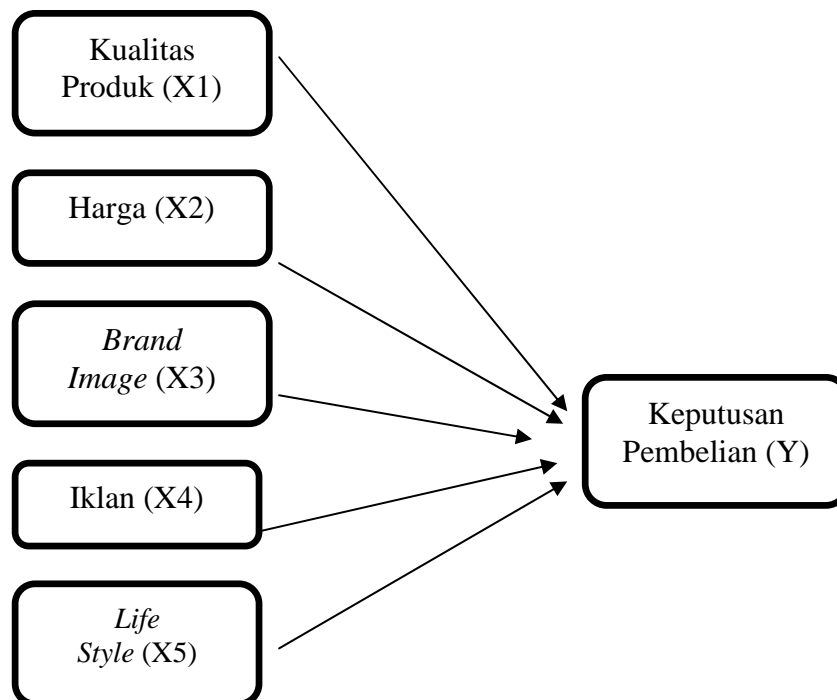 Kualitas
Produk (X1)
Harga (X2)
Brand
Image (X3)
Keputusan
Pembelian (Y)
Iklan (X4)
Life
Style (X5)